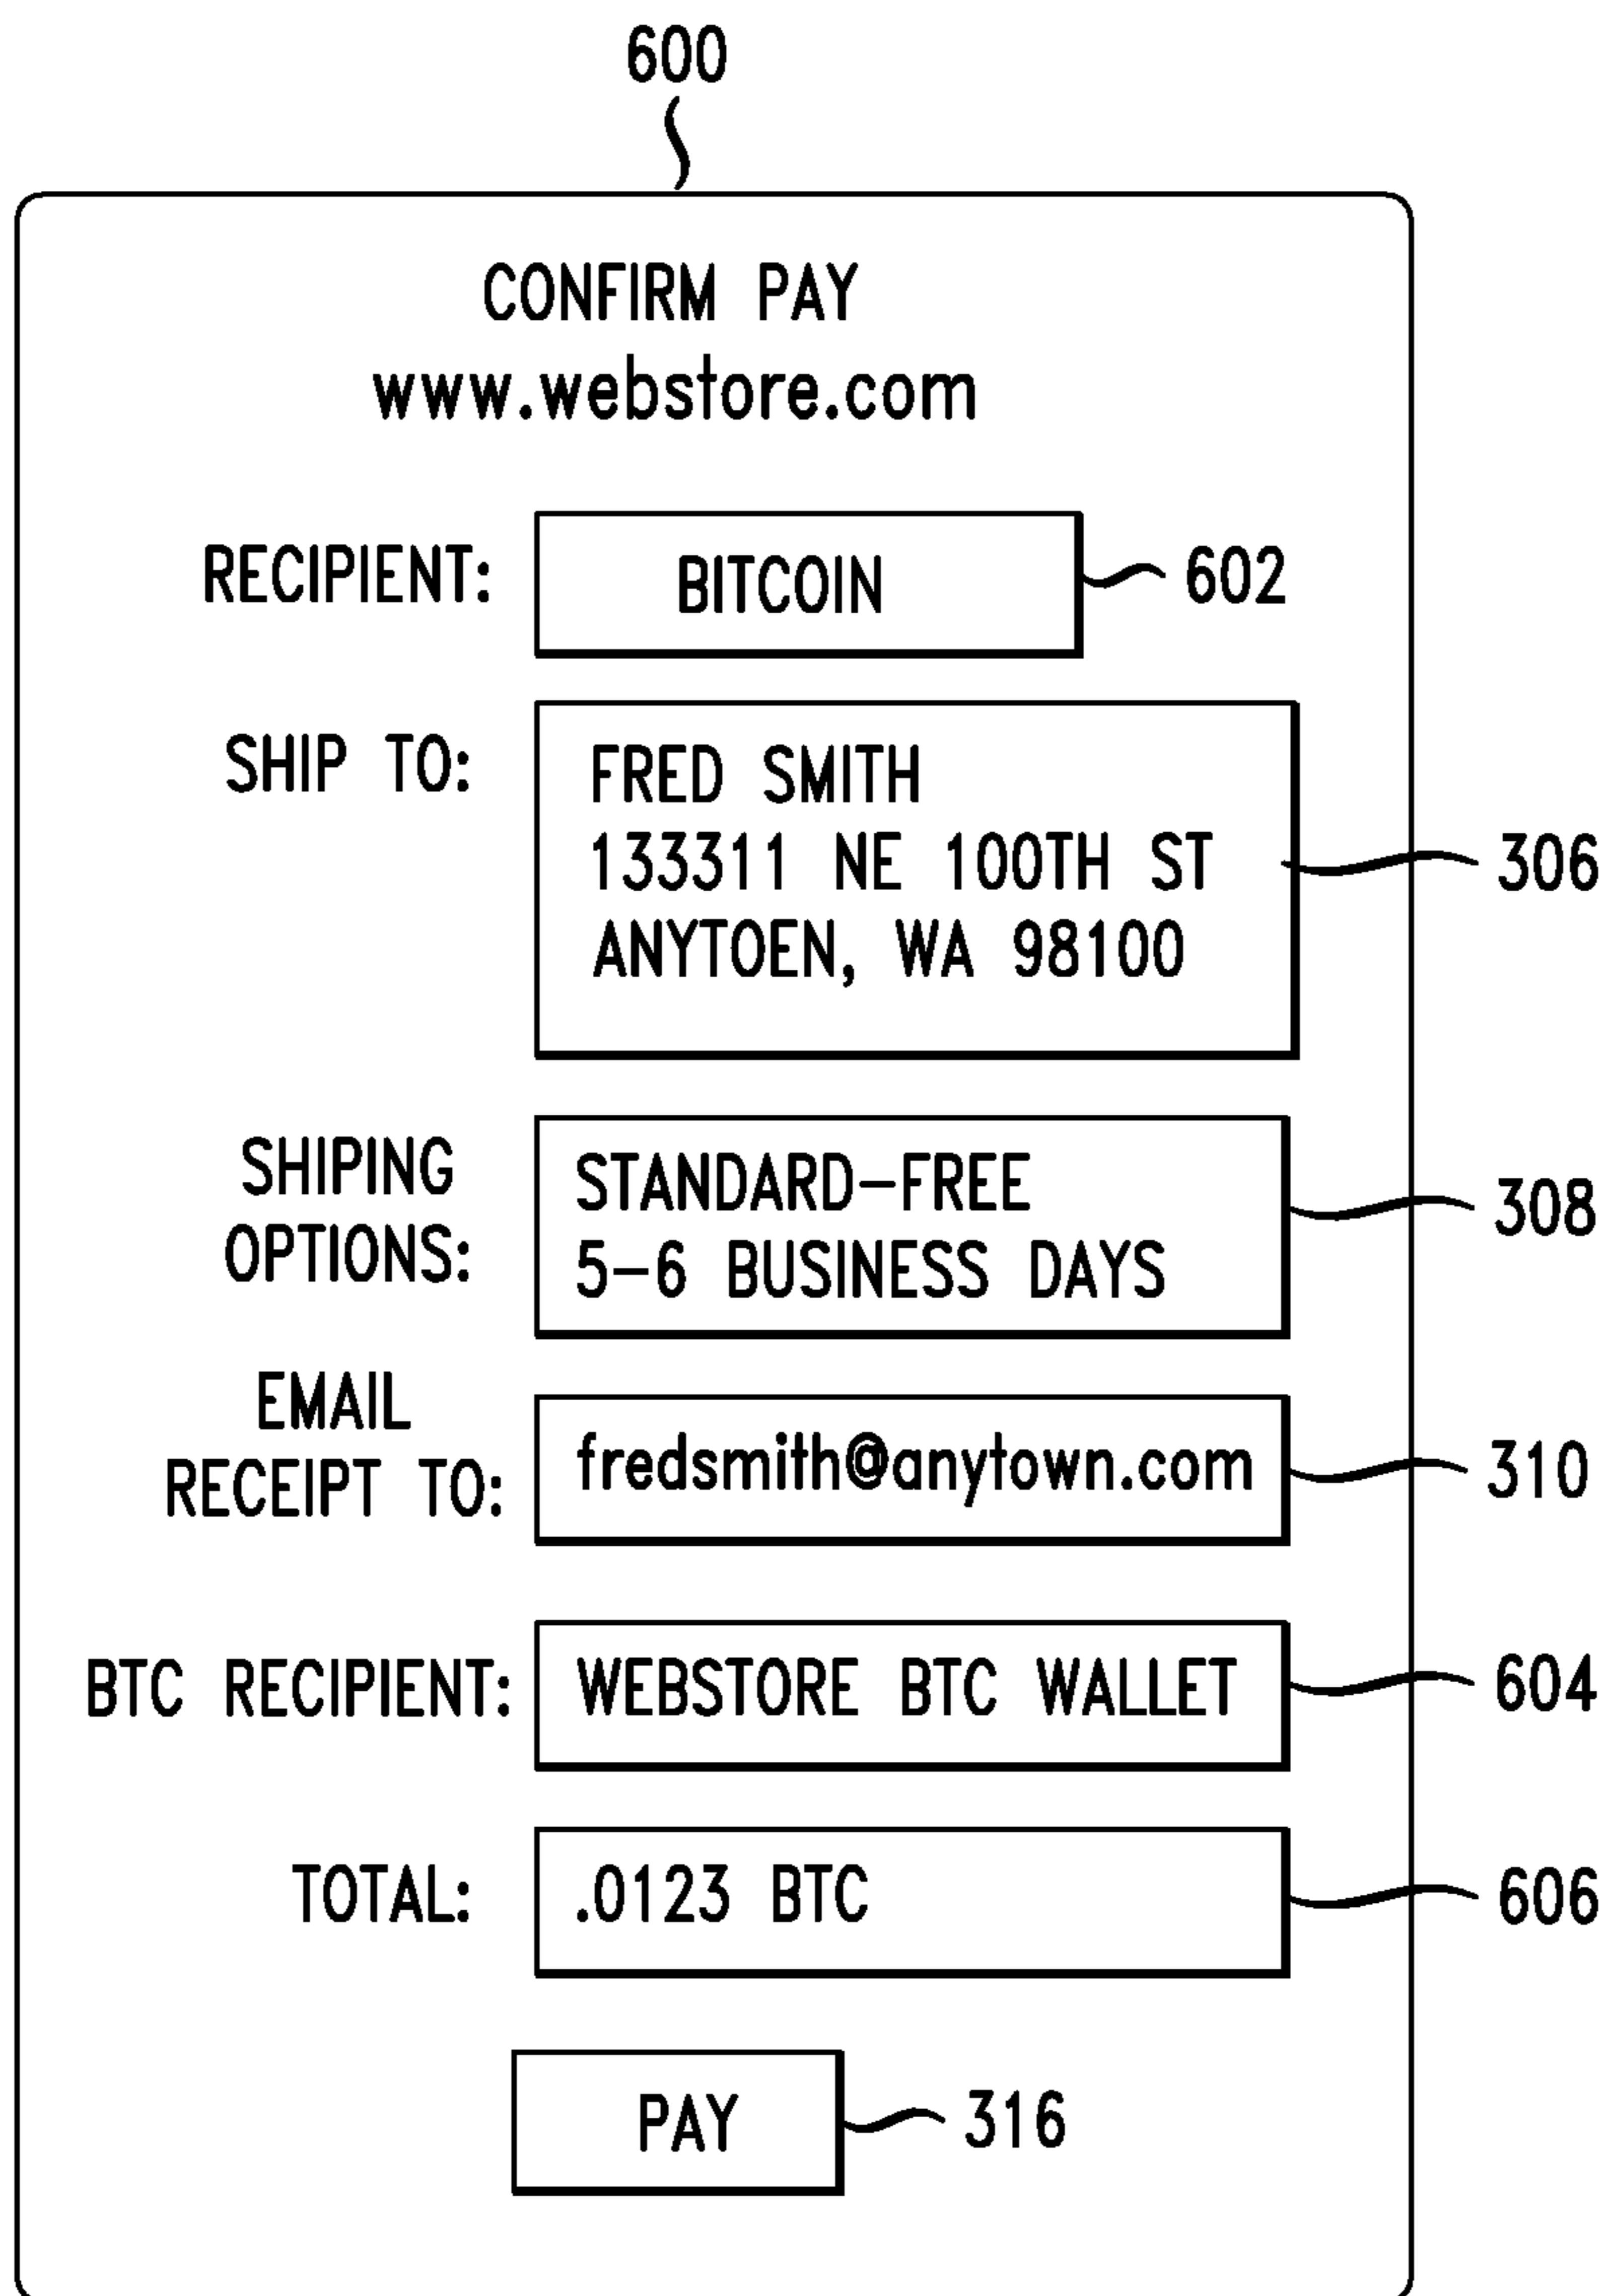 600
CONFIRM PAY
www.webstore.com
RECIPIENT: BITCOIN 602
SHIP TO: FRED SMITH
133311 NE 100TH ST 306
ANYTOEN, WA 98100
SHIPING STANDARD-FREE
308
OPTIONS: 5-6 BUSINESS DAYS
EMAIL
RECEIPT TO: fredsmith@anytown.com 310
BTC RECIPIENT: WEBSTORE BTC WALLET 604
TOTAL: .0123 BTC 606
PAY 316